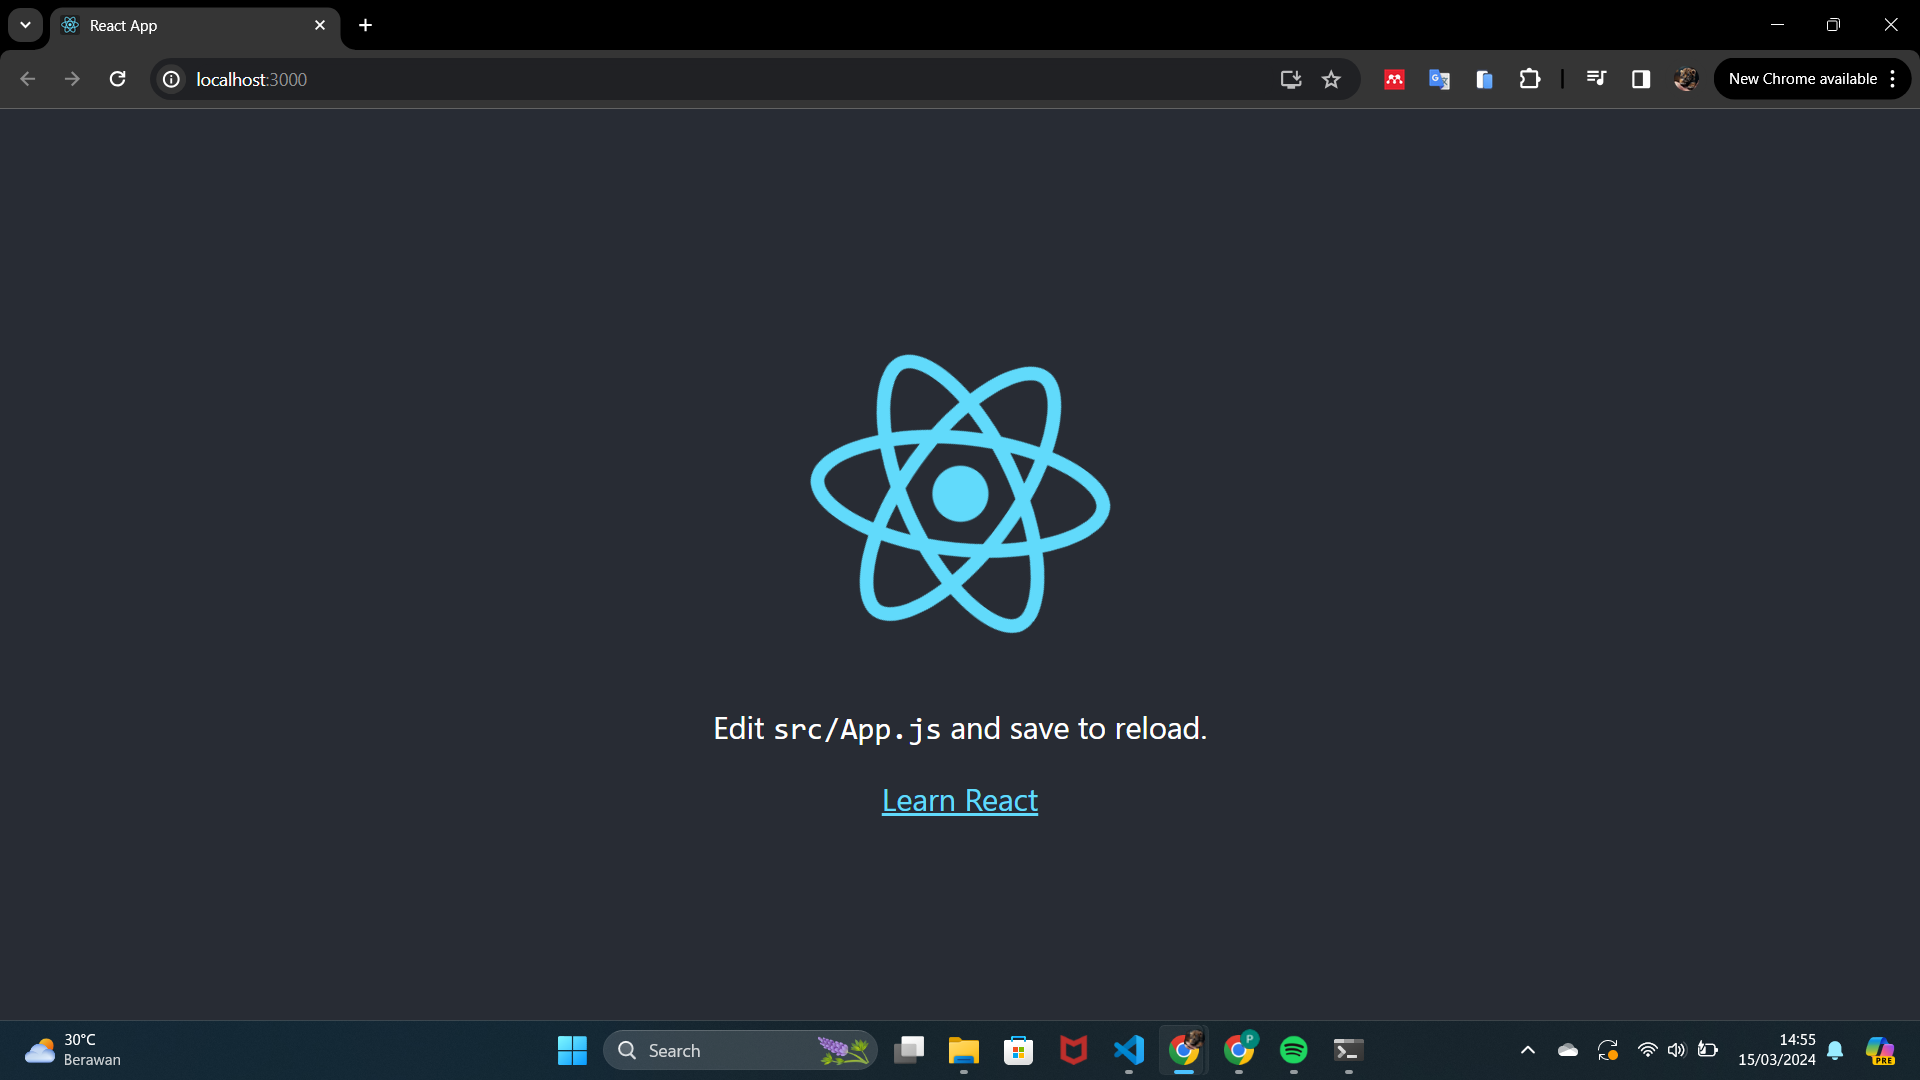 React App
localhost:3000
New Chrome available
Edit src/App.js and save to reload.
Learn React
30°C
Berawan
Search
P
14:55
15/03/2024
PRE